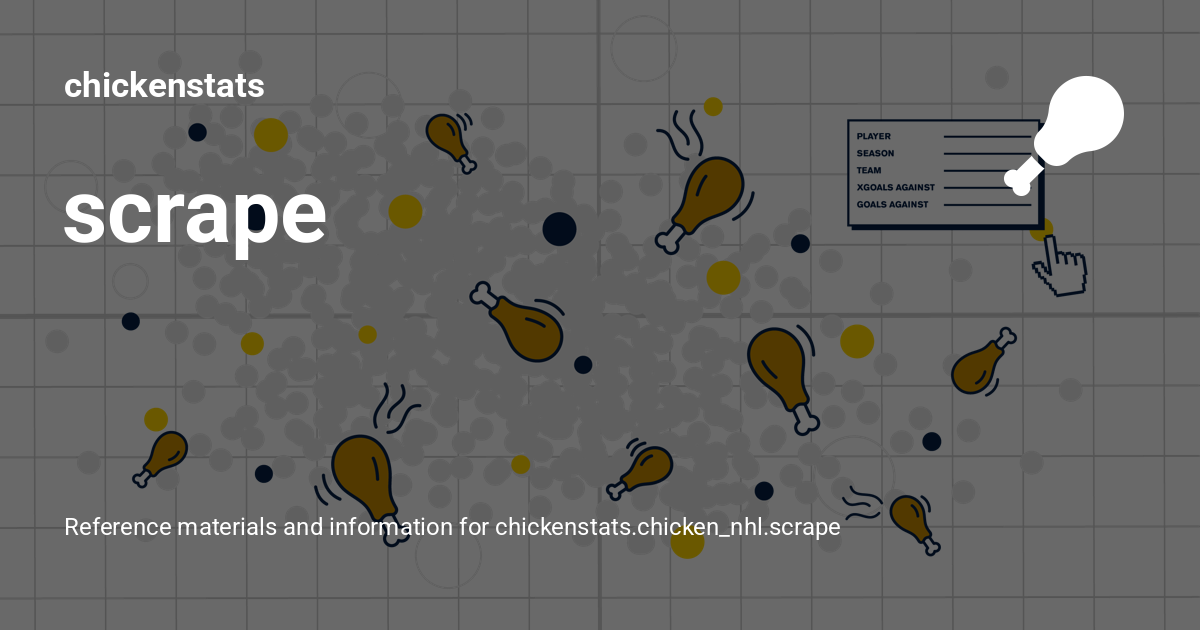 chickenstats
scrape
PLAYER
SEASON
TEAM
XGOALS AGAINST
GOALS AGAINST
Reference materials and information for chickenstats.chicken_nhl.scrape